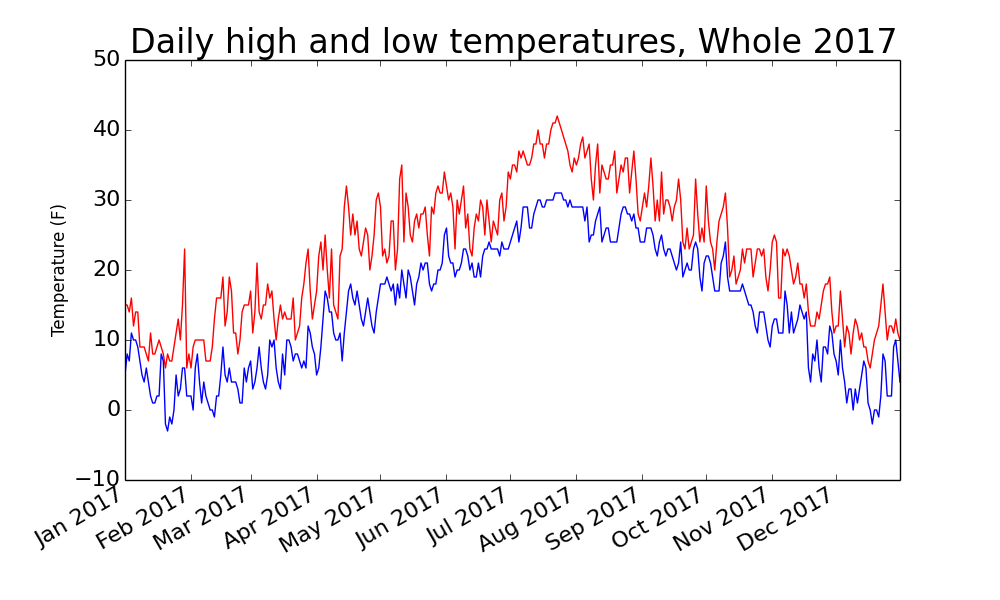 Daily high and low temperatures, Whole 2017
50
40
30
20
10
0
−10
Temperature (F)
Jan 2017
Feb 2017
Mar 2017
Apr 2017
May 2017
Jun 2017
Jul 2017
Aug 2017
Sep 2017
Oct 2017
Nov 2017
Dec 2017